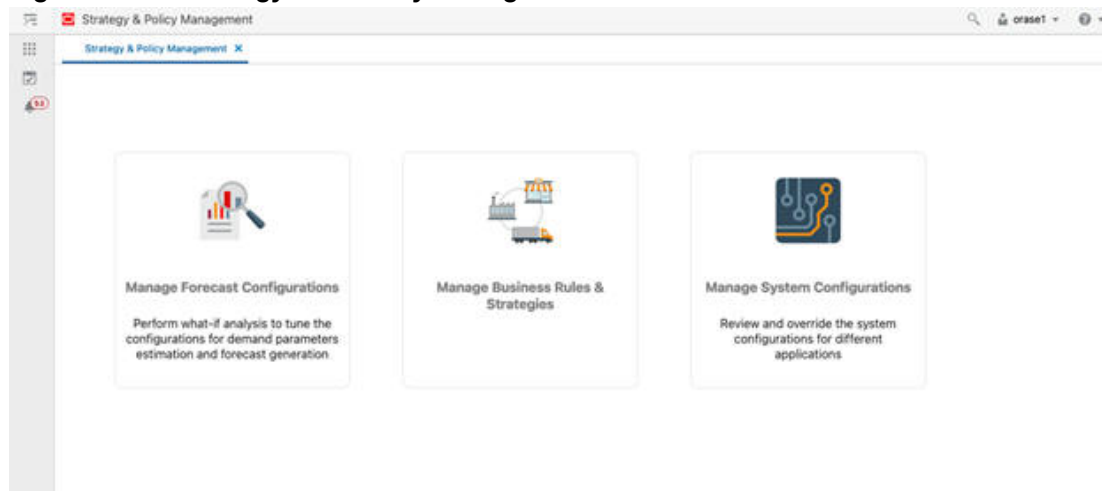 Strategy & Policy Management
orase1
Strategy & Policy Management
Manage Forecast Configurations
Perform what-if analysis to tune the
configurations for demand parameters
estimation and forecast generation
Manage Business Rules &
Strategies
Manage System Configurations
Review and override the system
configurations for different
applications